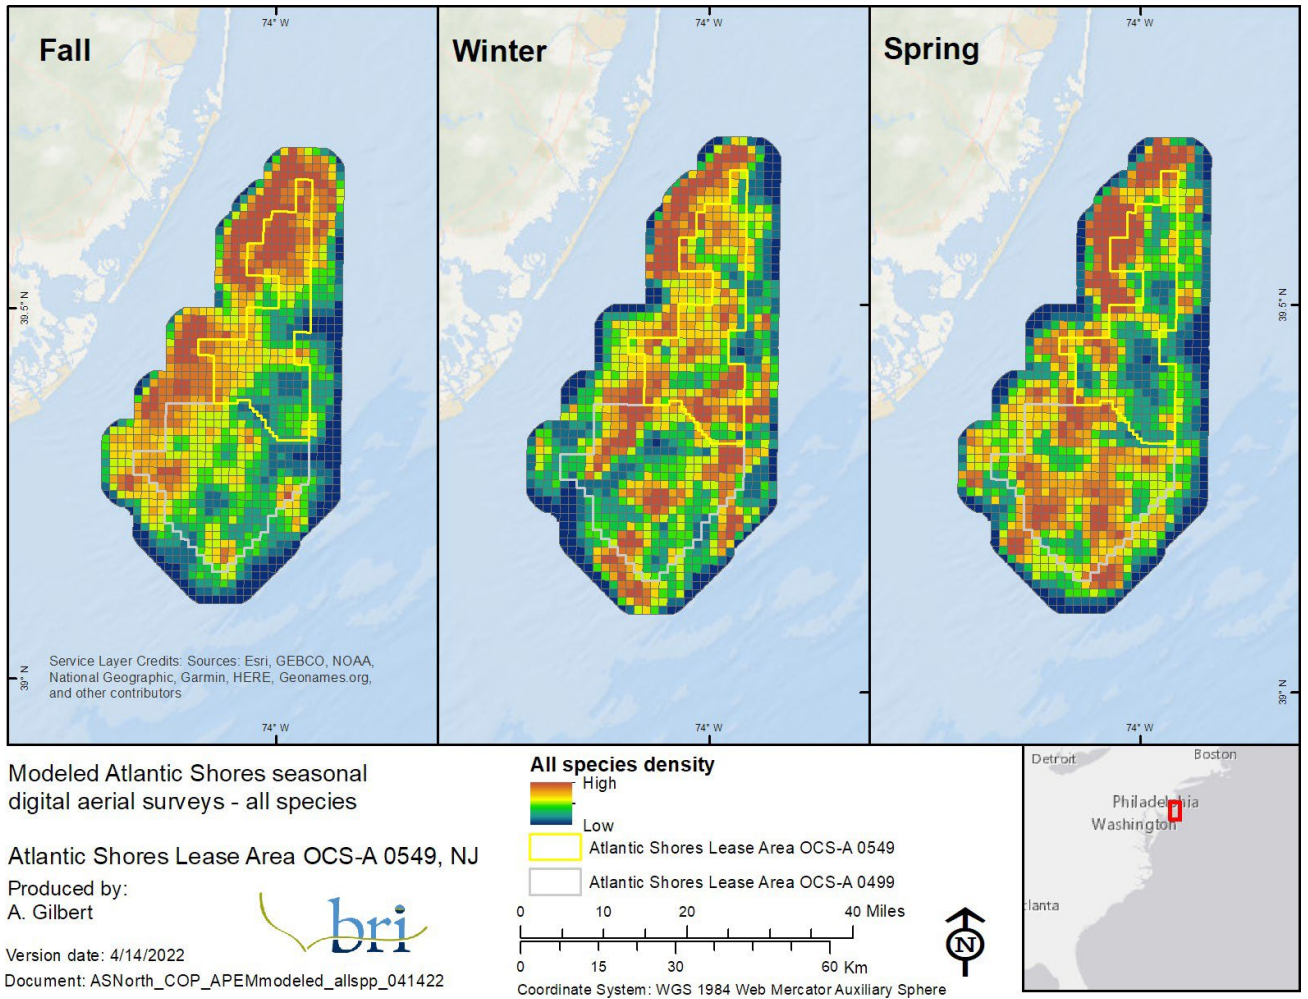 Fall
Winter
Spring
74° W
74° W
74° W
39.5° N
39.5° N
39° N
39° N
Service Layer Credits: Sources: Esri, GEBCO, NOAA,
National Geographic, Garmin, HERE, Geonames.org,
and other contributors
74° W
74° W
74° W
Modeled Atlantic Shores seasonal
digital aerial surveys - all species
Atlantic Shores Lease Area OCS-A 0549, NJ
Produced by:
A. Gilbert
bri
Version date: 4/14/2022
Document: ASNorth_COP_APEMmodeled_allspp_041422
All species density
High
Low
Atlantic Shores Lease Area OCS-A 0549
Atlantic Shores Lease Area OCS-A 0499
0 10 20 40 Miles
0 15 30 60 Km
Coordinate System: WGS 1984 Web Mercator Auxiliary Sphere
N
Detroit
Boston
Philadelphia
Washington
lanta